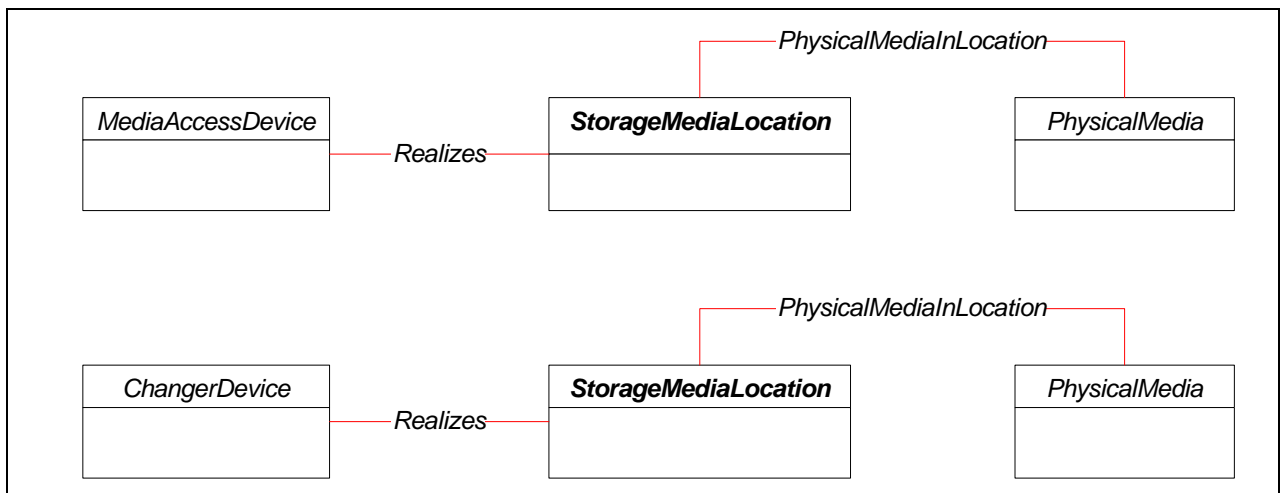 PhysicalMediaInLocation
MediaAccessDevice
StorageMediaLocation
PhysicalMedia
Realizes
PhysicalMediaInLocation
ChangerDevice
StorageMediaLocation
PhysicalMedia
Realizes